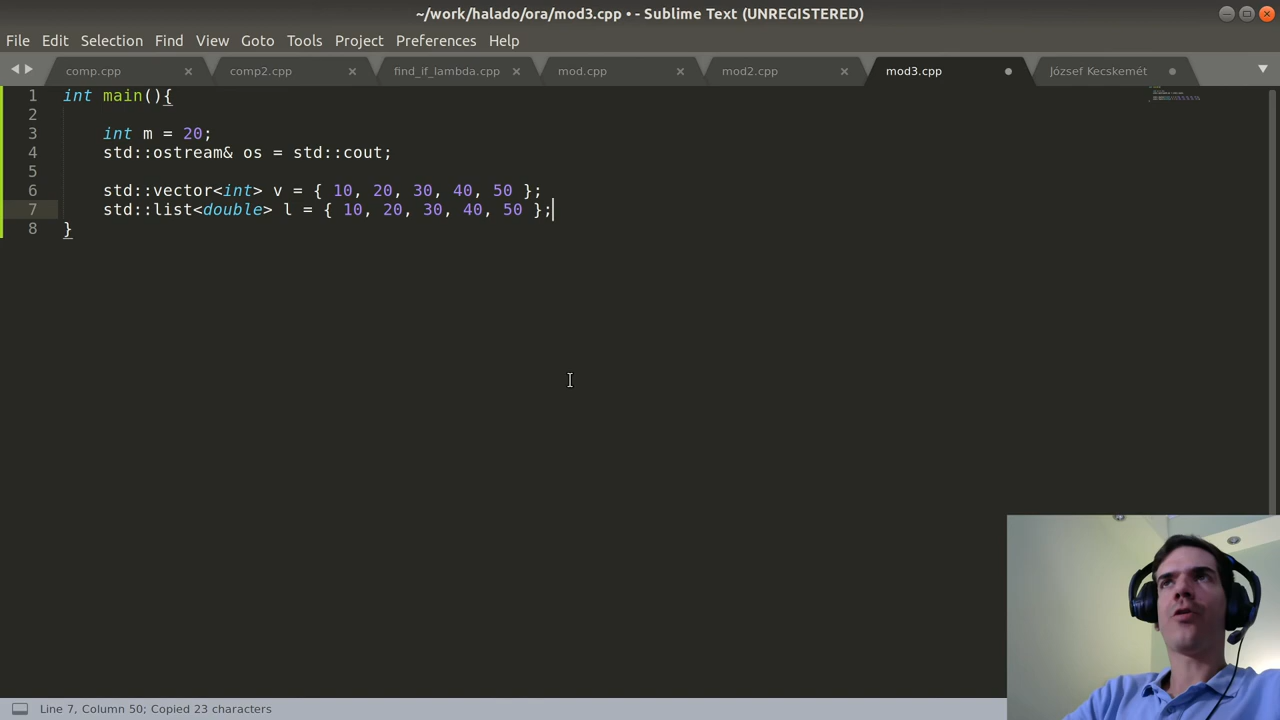 ~/work/halado/ora/mod3.cpp • - Sublime Text (UNREGISTERED)
File Edit Selection Find View Goto Tools Project Preferences Help
comp.cpp comp2.cpp find_if_lambda.cpp mod.cpp mod2.cpp mod3.cpp József Kecskemét
1 int main(){
2
3 int m = 20;
4 std::ostream& os = std::cout;
5
6 std::vector<int> v = { 10, 20, 30, 40, 50 };
7 std::list<double> l = { 10, 20, 30, 40, 50 };
8 }
Line 7, Column 50; Copied 23 characters